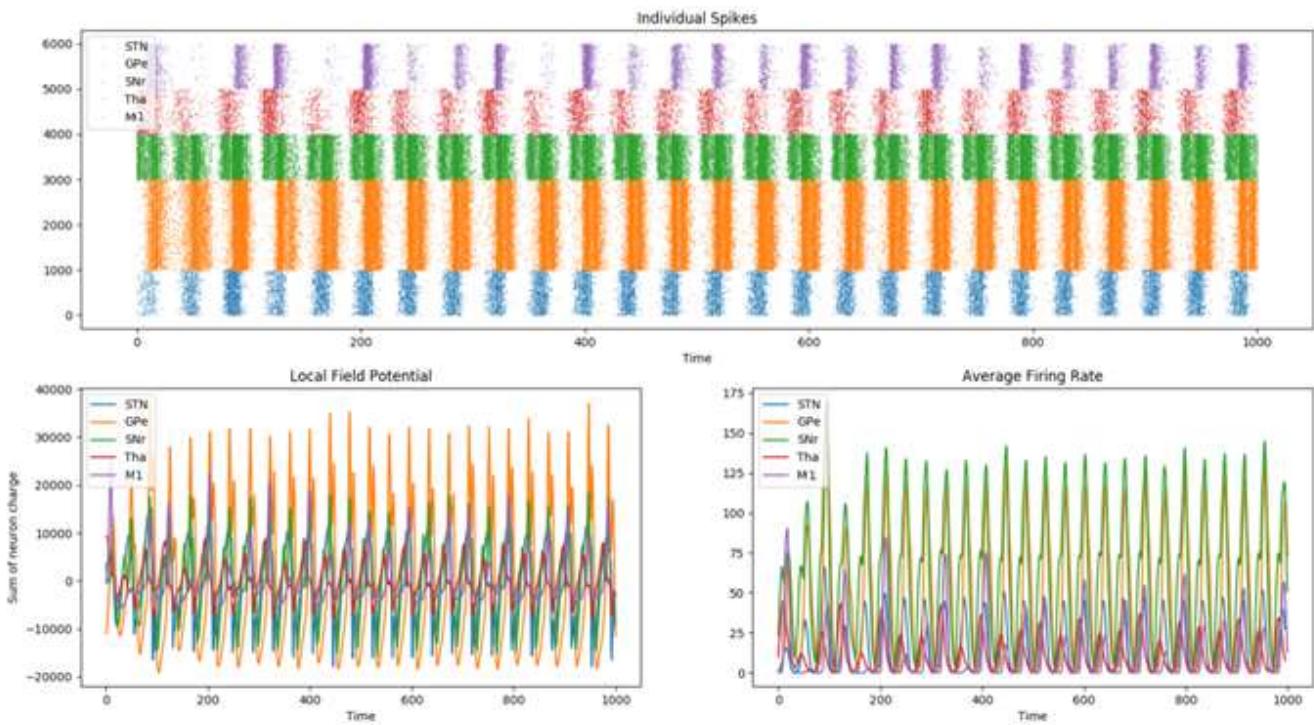 Individual Spikes
6000
5000
4000
3000
2000
1000
0
STN
GPe
SNr
Tha
M1
0
200
400
600
800
1000
Time
Local Field Potential
Sum of neuron charge
40000
30000
20000
10000
0
−10000
−20000
STN
GPe
SNr
Tha
M1
0
200
400
600
800
1000
Time
Average Firing Rate
175
150
125
100
75
50
25
0
STN
GPe
SNr
Tha
M1
0
200
400
600
800
1000
Time